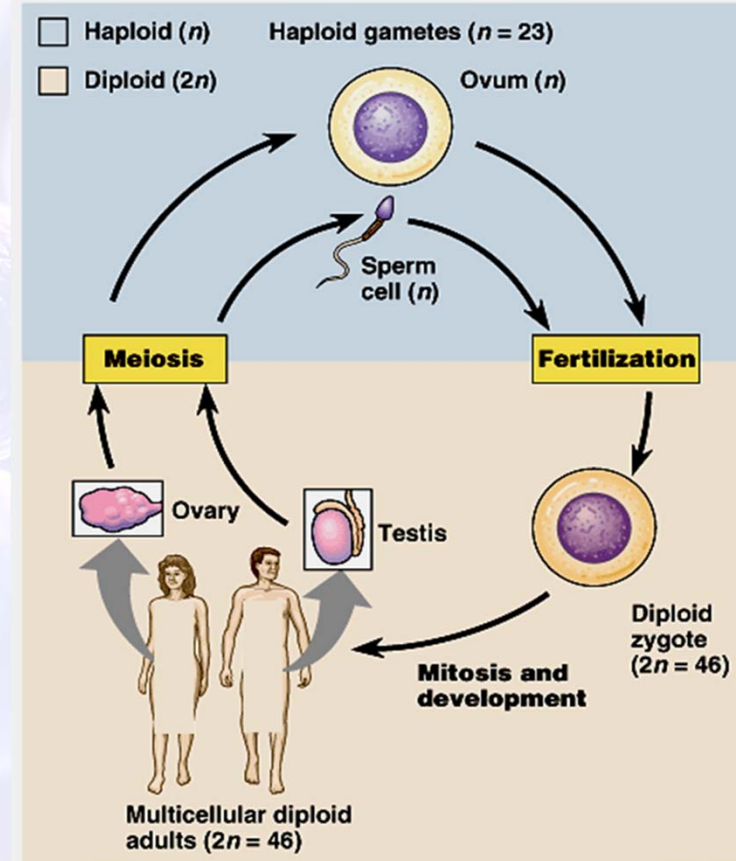 Haploid (n)
Haploid gametes (n = 23)
Diploid (2n)
Ovum (n)
Sperm
cell (n)
Meiosis
Fertilization
Ovary
Testis
Diploid
zygote
(2n = 46)
Mitosis and
development
Multicellular diploid
adults (2n = 46)